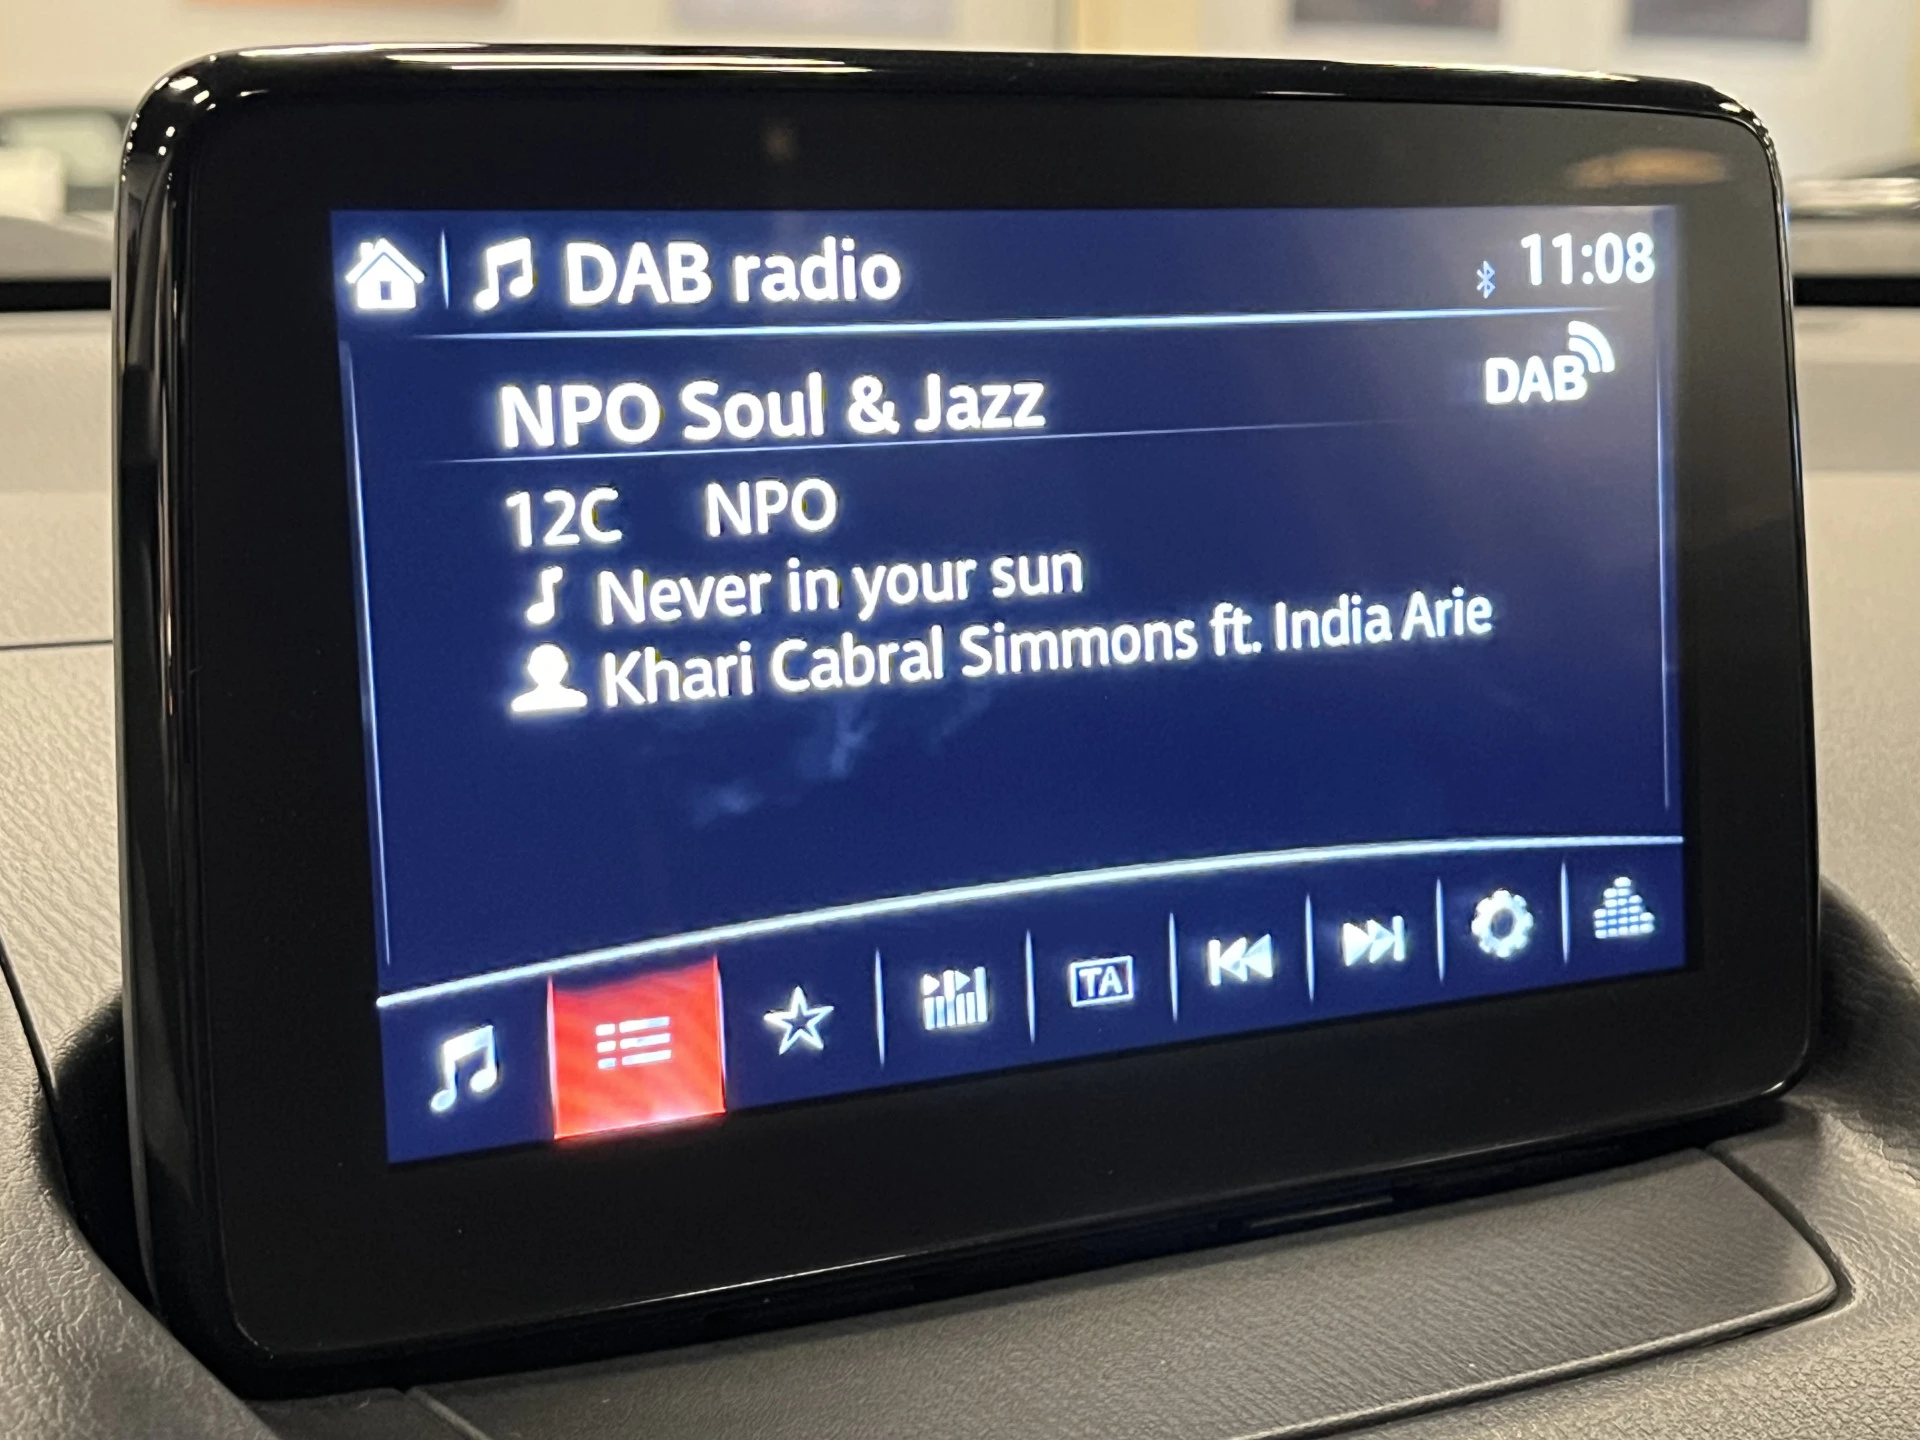 DAB radio
11:08
DAB
NPO Soul & Jazz
12C NPO
Never in your sun
Khari Cabral Simmons ft. India Arie
TA